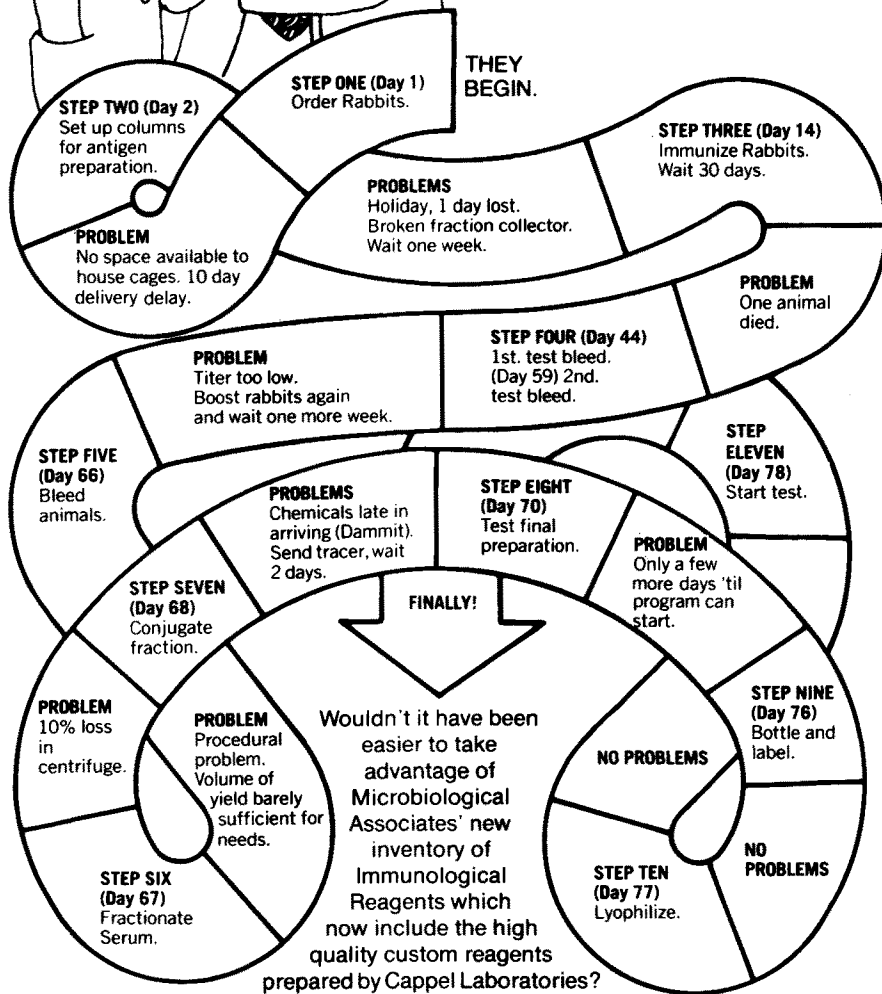 THEY
BEGIN.
STEP ONE (Day 1)
Order Rabbits.
STEP TWO (Day 2)
Set up columns
for antigen
preparation.
PROBLEM
No space available to
house cages. 10 day
delivery delay.
PROBLEMS
Holiday, 1 day lost.
Broken fraction collector.
Wait one week.
STEP THREE (Day 14)
Immunize Rabbits.
Wait 30 days.
PROBLEM
One animal
died.
STEP FOUR (Day 44)
1st. test bleed.
(Day 59) 2nd.
test bleed.
PROBLEM
Titer too low.
Boost rabbits again
and wait one more week.
STEP FIVE
(Day 66)
Bleed
animals.
PROBLEM
10% loss
in
centrifuge.
STEP SIX
(Day 67)
Fractionate
Serum.
PROBLEM
Procedural
problem.
Volume of
yield barely
sufficient for
needs.
STEP SEVEN
(Day 68)
Conjugate
fraction.
PROBLEMS
Chemicals late in
arriving (Dammit).
Send tracer, wait
2 days.
STEP EIGHT
(Day 70)
Test final
preparation.
PROBLEM
Only a few
more days 'til
program can
start.
STEP NINE
(Day 76)
Bottle and
label.
NO
PROBLEMS
STEP TEN
(Day 77)
Lyophilize.
NO PROBLEMS
STEP
ELEVEN
(Day 78)
Start test.
FINALLY!
Wouldn't it have been
easier to take
advantage of
Microbiological
Associates' new
inventory of
Immunological
Reagents which
now include the high
quality custom reagents
prepared by Cappel Laboratories?